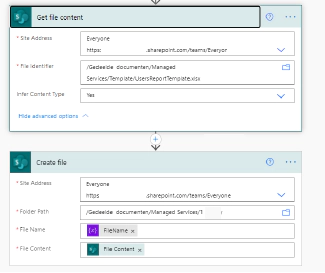 Get file content
* Site Address
Everyone
https: .sharepoint.com/teams/Everyon
* File Identifier
/Gedeelde documenten/Managed
Services/Template/UsersReportTemplate.xlsx
Infer Content Type
Yes
Hide advanced options
Create file
* Site Address
Everyone
https .sharepoint.com/teams/Everyone
* Folder Path
/Gedeelde documenten/Managed Services/
* File Name
FileName x
* File Content
File Content x